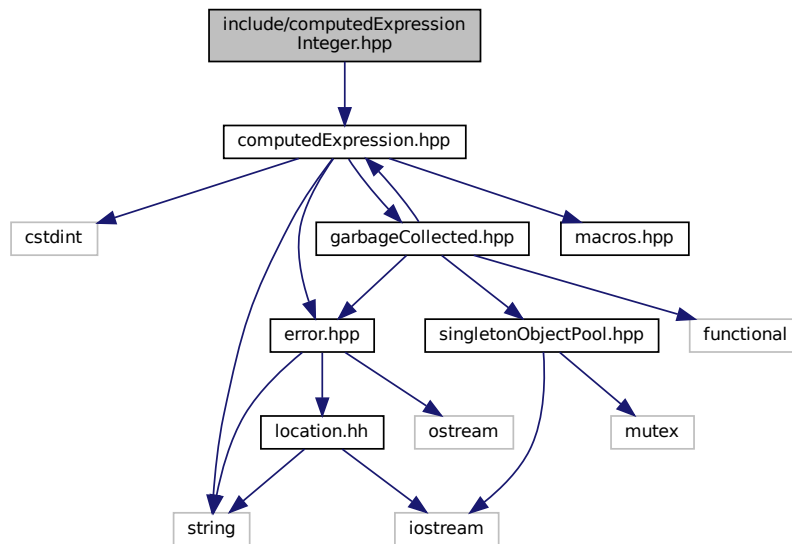 include/computedExpression
Integer.hpp
computedExpression.hpp
cstdint
garbageCollected.hpp
macros.hpp
error.hpp
singletonObjectPool.hpp
functional
location.hh
ostream
mutex
string
iostream